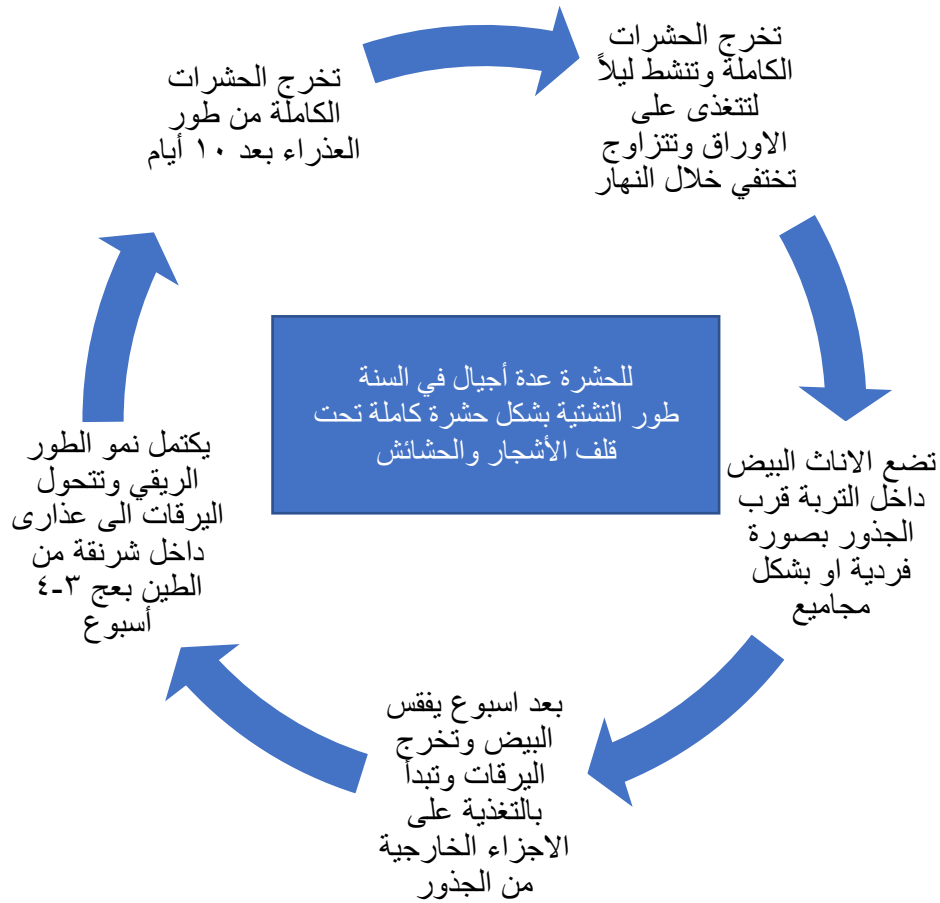 تخرج الحشرات
الكاملة وتنشط ليلاً
لتتغذى على
الاوراق وتتزاوج
تختفي خلال النهار
تضع الاناث البيض
داخل التربة قرب
الجذور بصورة
فردية او بشكل
مجاميع
بعد اسبوع يفقس
البيض وتخرج
اليرقات وتبدأ
بالتغذية على
الاجزاء الخارجية
من الجذور
يكتمل نمو الطور
الريقي وتتحول
اليرقات الى عذارى
داخل شرنقة من
الطين بعج ٣-٤
أسبوع
تخرج الحشرات
الكاملة من طور
العذراء بعد ١٠ أيام
للحشرة عدة أجيال في السنة
طور التشتية بشكل حشرة كاملة تحت
قلف الأشجار والحشائش